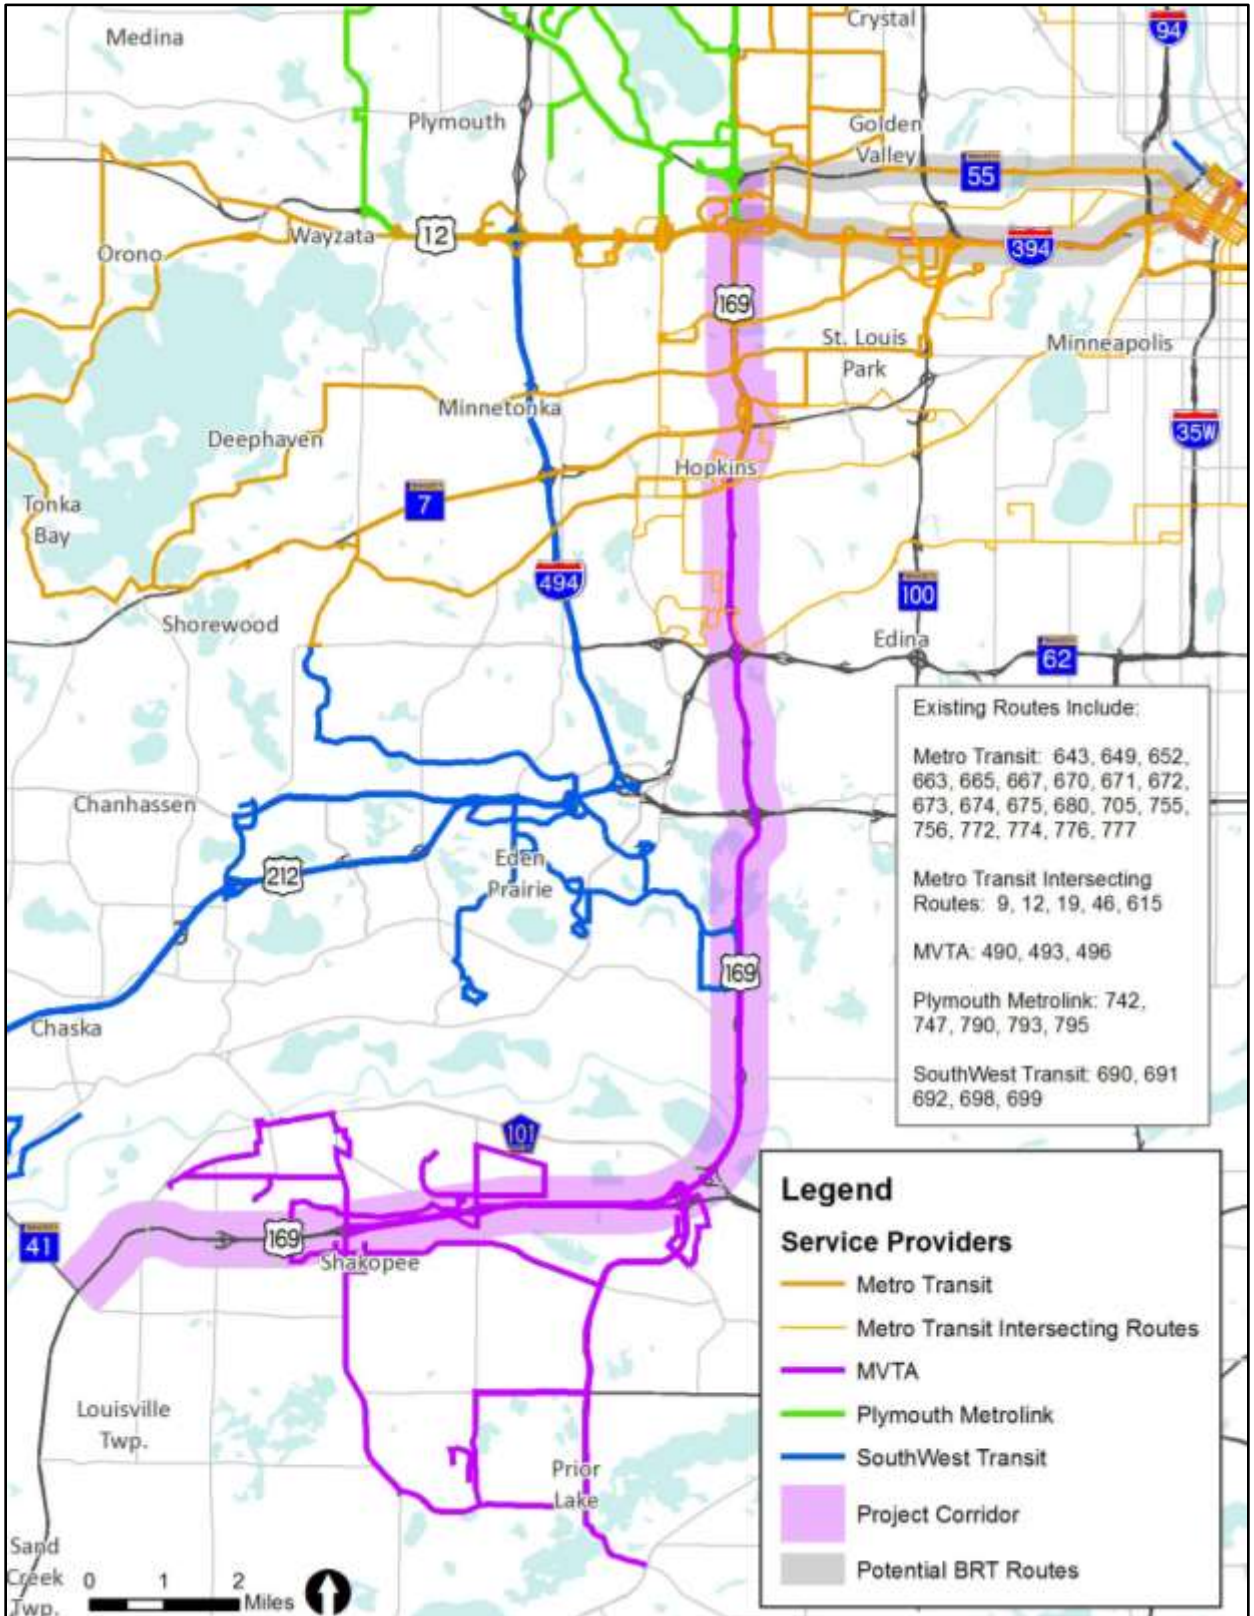 Medina
Crystal
94
Plymouth
Golden
Valley
55
Wayzata
12
394
Orono
169
St. Louis
Park
Minneapolis
Minnetonka
35W
Deephaven
Hopkins
7
Tonka
Bay
494
100
Shorewood
Edina
62
Existing Routes Include:
Metro Transit: 643, 649, 652,
663, 665, 667, 670, 671, 672,
673, 674, 675, 680, 705, 755,
756, 772, 774, 776, 777
Metro Transit Intersecting
Routes: 9, 12, 19, 46, 615
MVTA: 490, 493, 496
Plymouth Metrolink: 742,
747, 790, 793, 795
SouthWest Transit: 690, 691
692, 698, 699
Chanhassen
212
Eden
Prairie
169
Chaska
101
41
169
Shakopee
Louisville
Twp.
Prior
Lake
Sand
Creek
Twp.
0 1 2
Miles
Legend
Service Providers
Metro Transit
Metro Transit Intersecting Routes
MVTA
Plymouth Metrolink
SouthWest Transit
Project Corridor
Potential BRT Routes